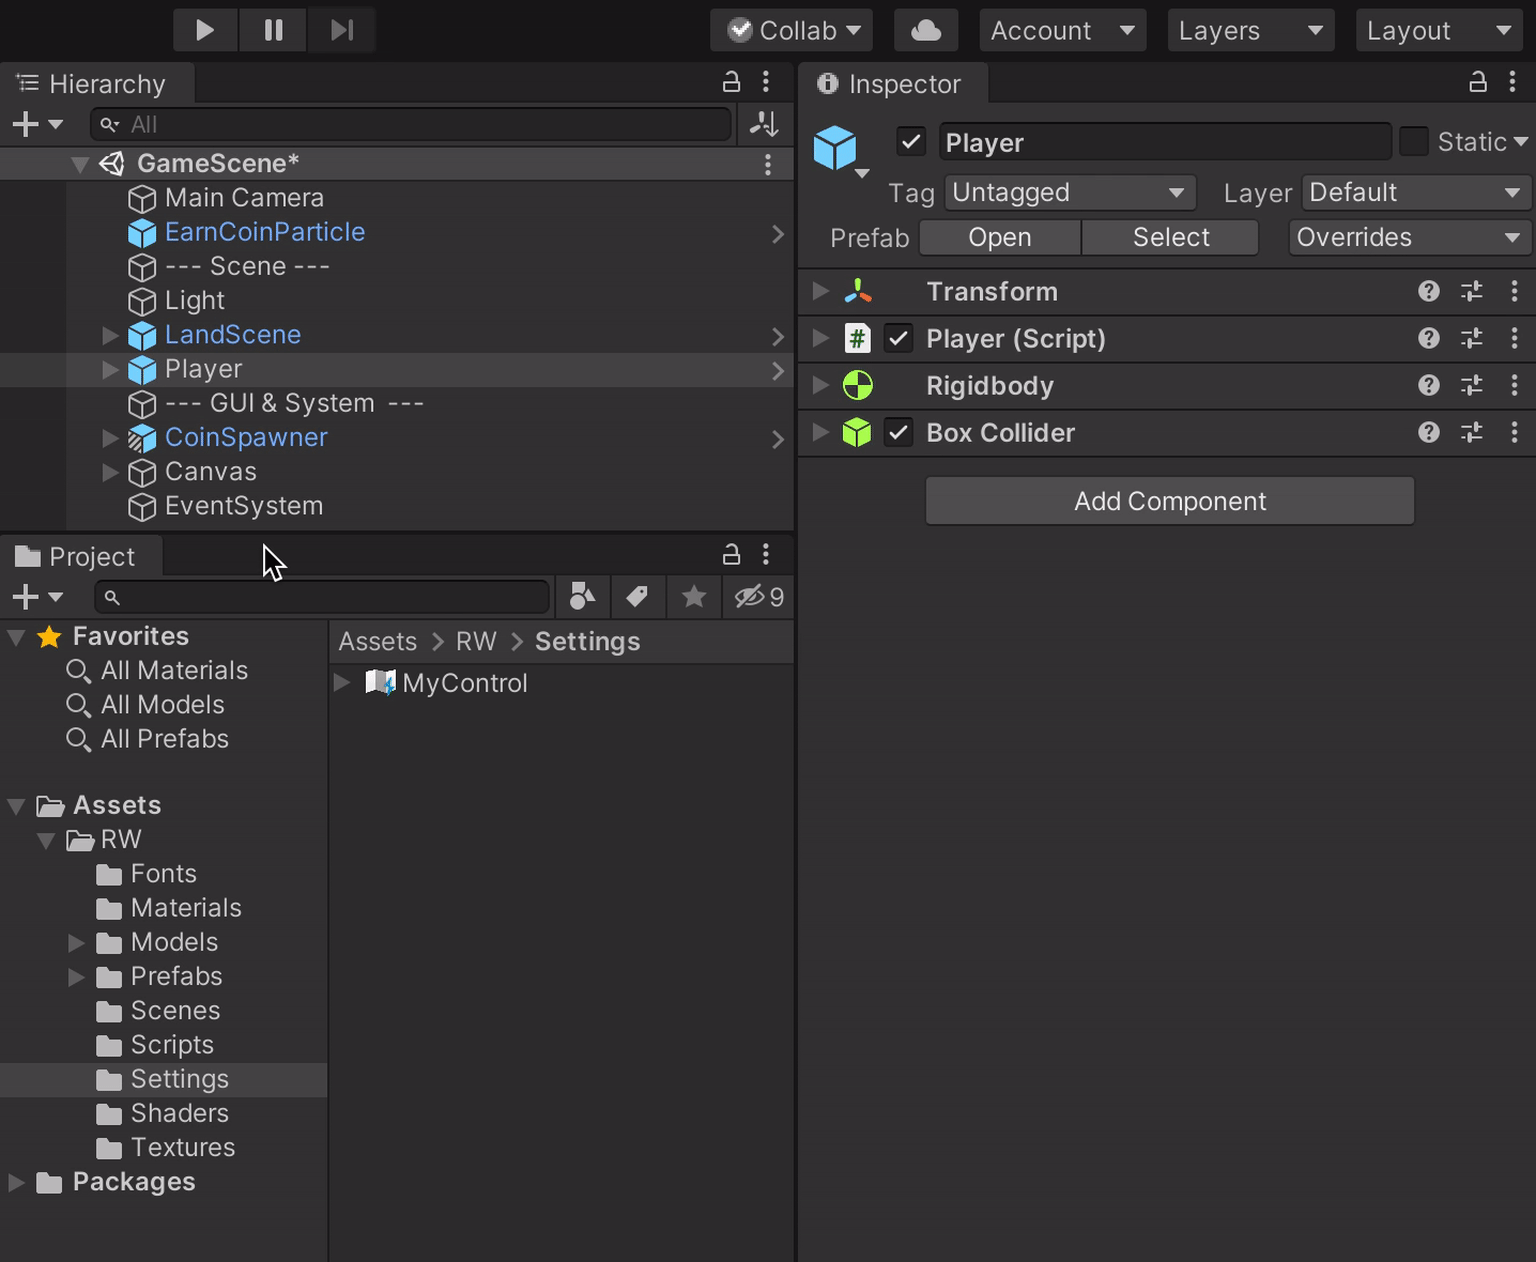 Collab Account Layers Layout
Hierarchy
All
GameScene*
Main Camera
EarnCoinParticle
--- Scene ---
Light
LandScene
Player
--- GUI & System ---
CoinSpawner
Canvas
EventSystem
Project
9
Favorites
All Materials
All Models
All Prefabs
Assets
RW
Fonts
Materials
Models
Prefabs
Scenes
Scripts
Settings
Shaders
Textures
Packages
Assets > RW > Settings
MyControl
Inspector
Player Static
Tag Untagged Layer Default
Prefab Open Select Overrides
Transform
# Player (Script)
Rigidbody
Box Collider
Add Component